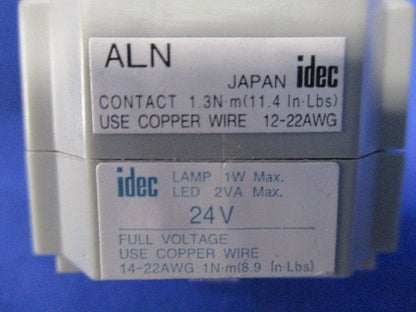 ALN
JAPAN idec
CONTACT 1.3N·m(11.4 In·Lbs)
USE COPPER WIRE 12-22AWG
idec LAMP 1W Max.
LED 2VA Max.
24V
FULL VOLTAGE
USE COPPER WIRE
14-22AWG 1N·m(8.9 In·Lbs)